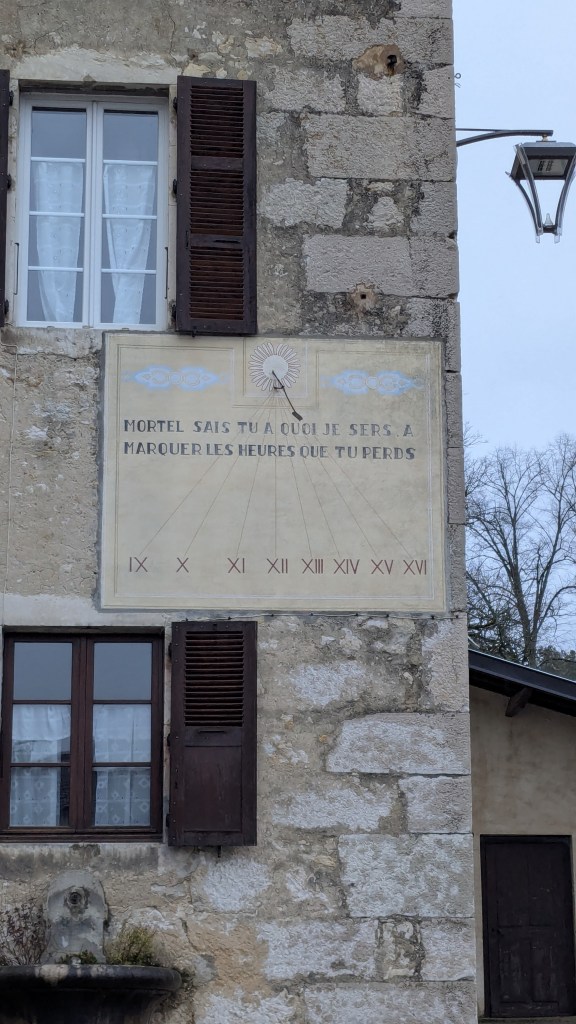 MORTEL SAIS TU A QUOI JE SERS A
MARQUER LES HEURES QUE TU PERDS
IX X XI XII XIII XIV XV XVI